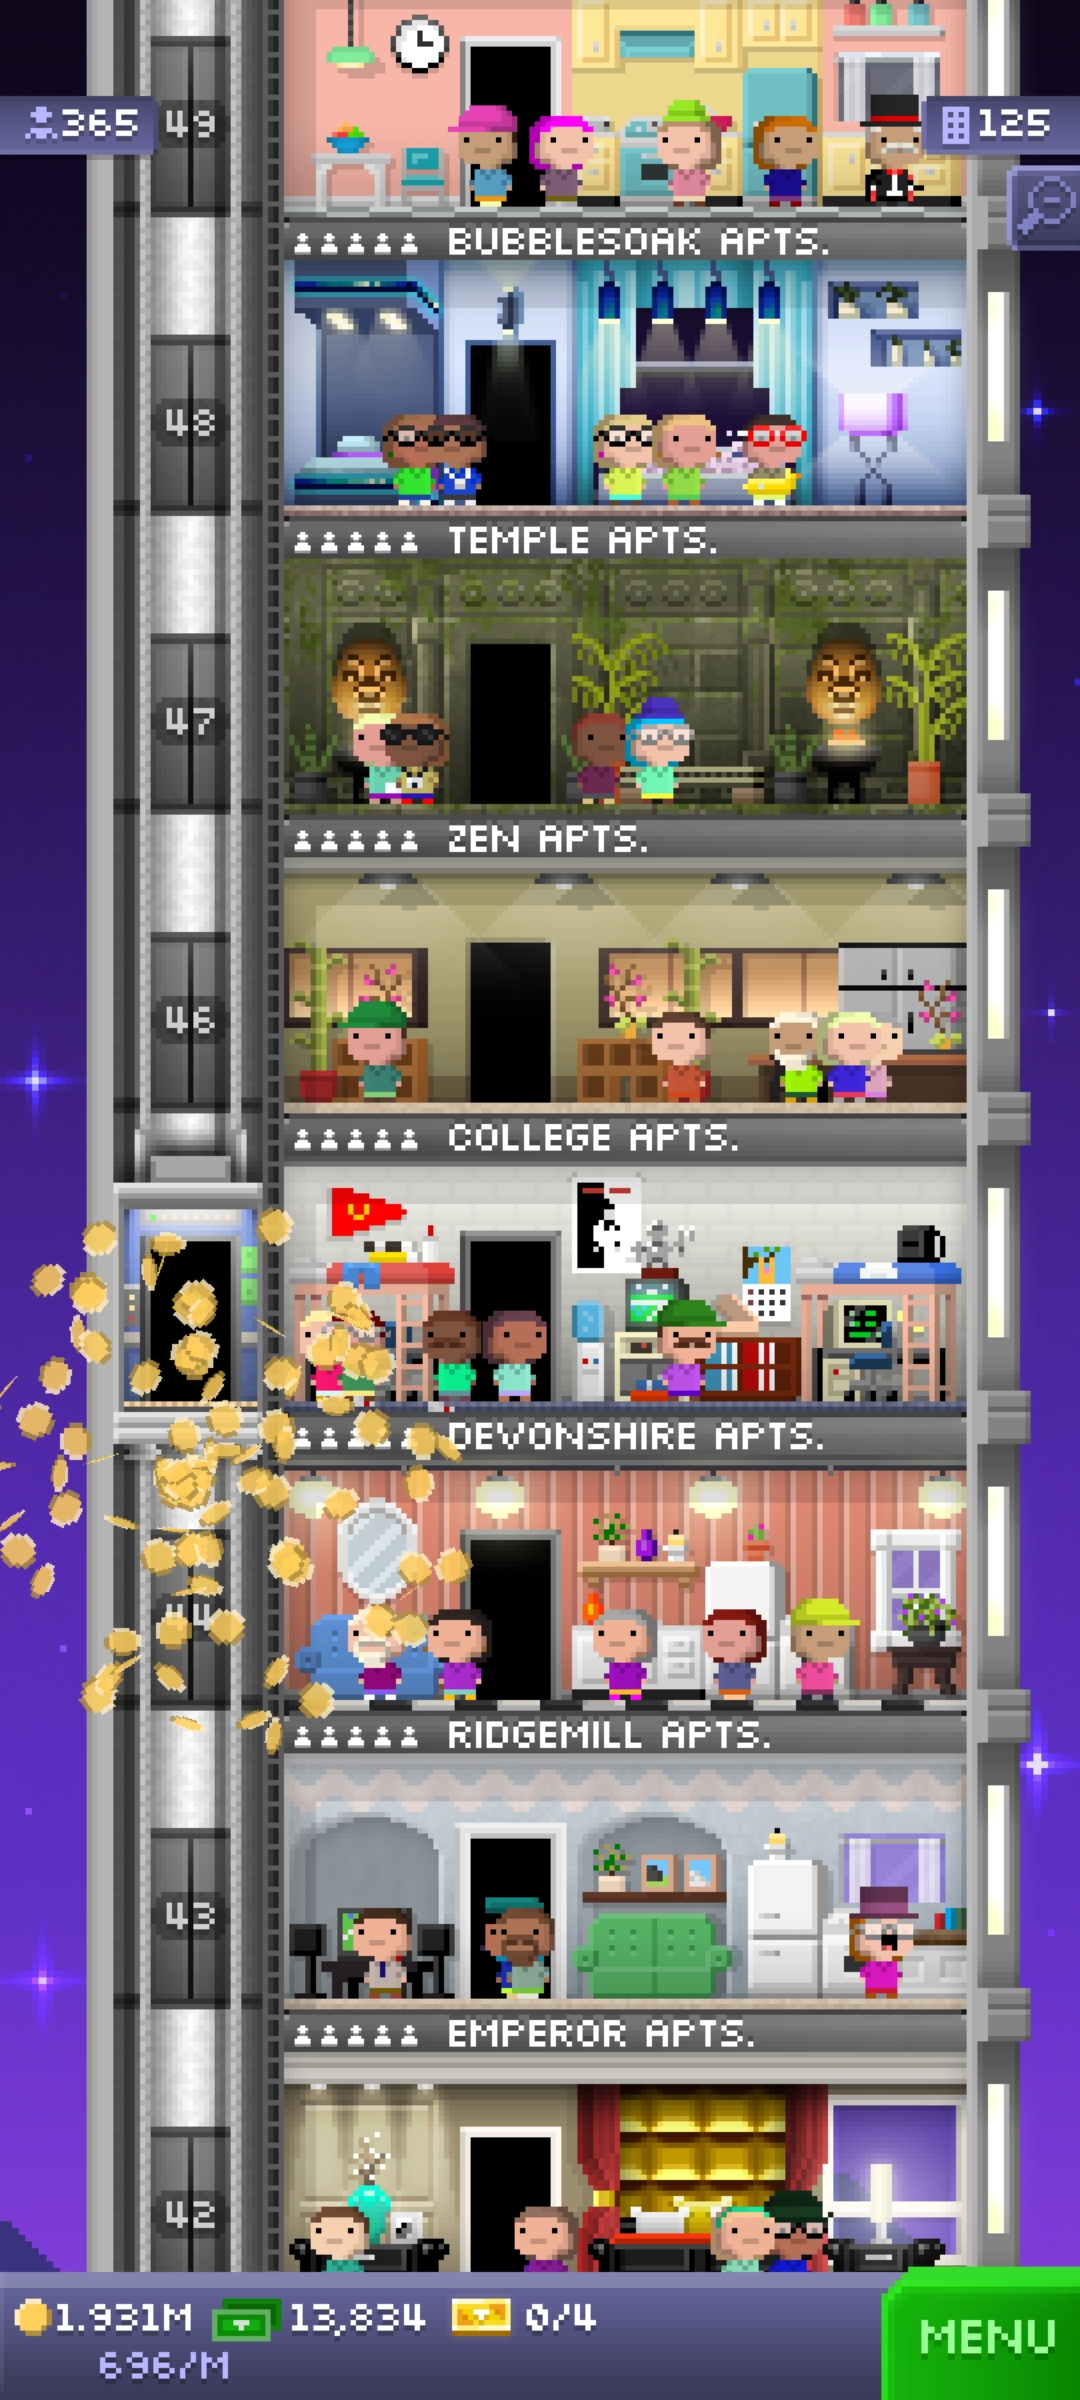 49
365
125
BUBBLESOAK APTS.
48
TEMPLE APTS.
47
ZEN APTS.
46
COLLEGE APTS.
DEVONSHIRE APTS.
44
RIDGEMILL APTS.
43
EMPEROR APTS.
42
1.931M 13,834 0/4
696/M
MENU